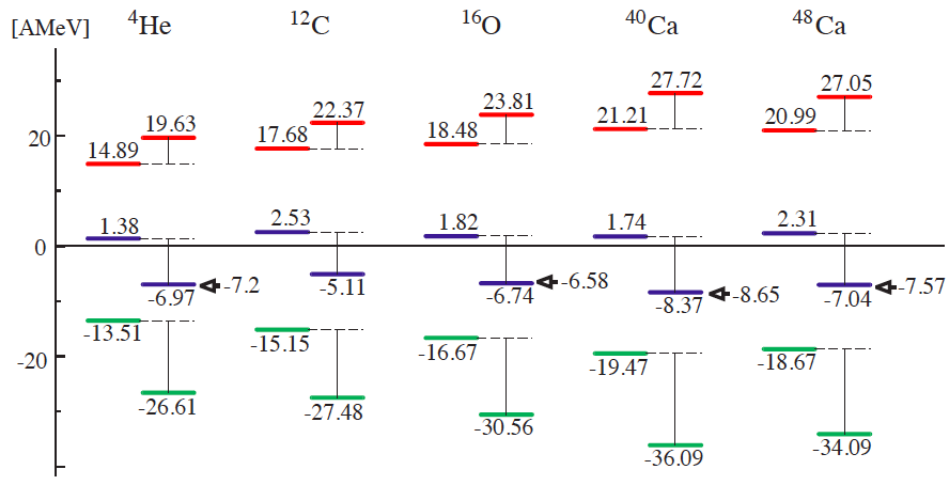 [AMeV] ⁴He ¹²C ¹⁶O ⁴⁰Ca ⁴⁸Ca
27.72 27.05
19.63 22.37 23.81
20 14.89 17.68 18.48 21.21 20.99
1.38 2.53 1.82 1.74 2.31
0
-6.97 -7.2 -5.11 -6.74 -6.58 -8.37 -8.65 -7.04 -7.57
-13.51 -15.15 -16.67 -19.47 -18.67
-20
-26.61 -27.48 -30.56 -36.09 -34.09